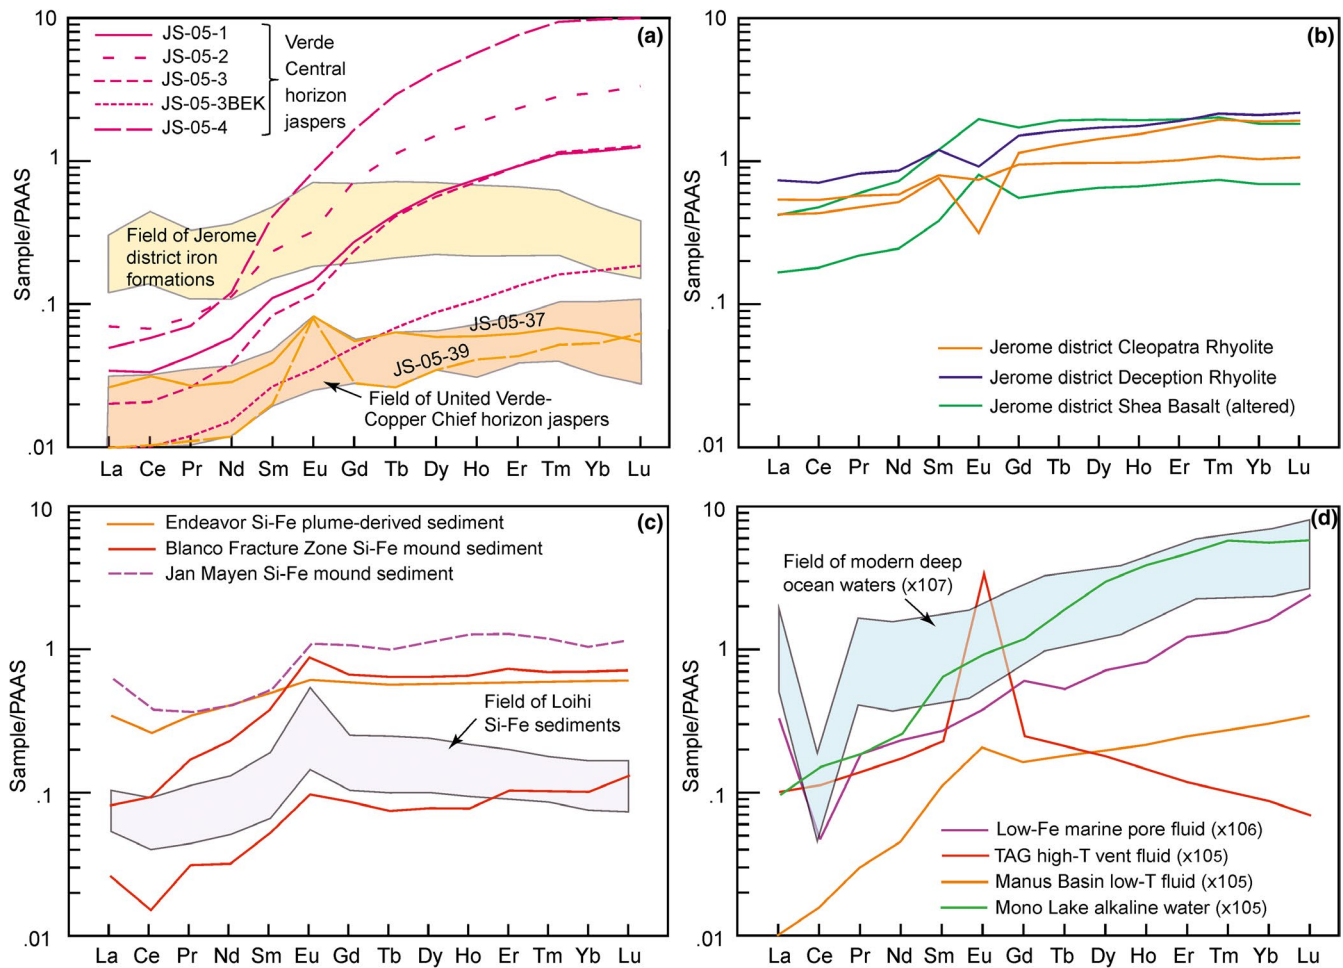 10
1
.1
.01
Sample/PAAS
(a)
JS-05-1
JS-05-2
JS-05-3
JS-05-3BEK
JS-05-4
Verde
Central
horizon
jaspers
Field of Jerome
district iron
formations
JS-05-37
JS-05-39
Field of United Verde-
Copper Chief horizon jaspers
La Ce Pr Nd Sm Eu Gd Tb Dy Ho Er Tm Yb Lu
10
1
.1
.01
Sample/PAAS
(b)
Jerome district Cleopatra Rhyolite
Jerome district Deception Rhyolite
Jerome district Shea Basalt (altered)
La Ce Pr Nd Sm Eu Gd Tb Dy Ho Er Tm Yb Lu
10
1
.1
.01
Sample/PAAS
(c)
Endeavor Si-Fe plume-derived sediment
Blanco Fracture Zone Si-Fe mound sediment
Jan Mayen Si-Fe mound sediment
Field of Loihi
Si-Fe sediments
La Ce Pr Nd Sm Eu Gd Tb Dy Ho Er Tm Yb Lu
10
1
.1
.01
Sample/PAAS
(d)
Field of modern deep
ocean waters (x107)
Low-Fe marine pore fluid (x106)
TAG high-T vent fluid (x105)
Manus Basin low-T fluid (x105)
Mono Lake alkaline water (x105)
La Ce Pr Nd Sm Eu Gd Tb Dy Ho Er Tm Yb Lu